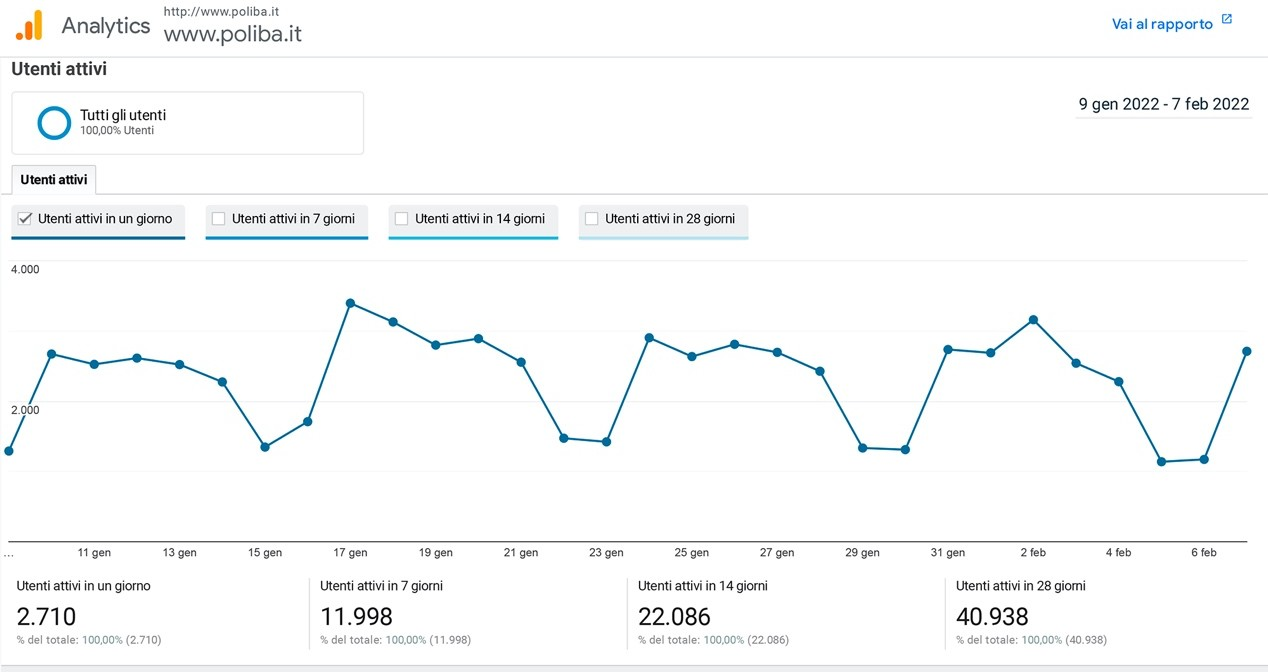 Analytics
http://www.poliba.it
www.poliba.it
Vai al rapporto
Utenti attivi
Tutti gli utenti
100,00% Utenti
9 gen 2022 - 7 feb 2022
Utenti attivi
Utenti attivi in un giorno
Utenti attivi in 7 giorni
Utenti attivi in 14 giorni
Utenti attivi in 28 giorni
4.000
2.000
... 11 gen 13 gen 15 gen 17 gen 19 gen 21 gen 23 gen 25 gen 27 gen 29 gen 31 gen 2 feb 4 feb 6 feb
Utenti attivi in un giorno
2.710
% del totale: 100,00% (2.710)
Utenti attivi in 7 giorni
11.998
% del totale: 100,00% (11.998)
Utenti attivi in 14 giorni
22.086
% del totale: 100,00% (22.086)
Utenti attivi in 28 giorni
40.938
% del totale: 100,00% (40.938)